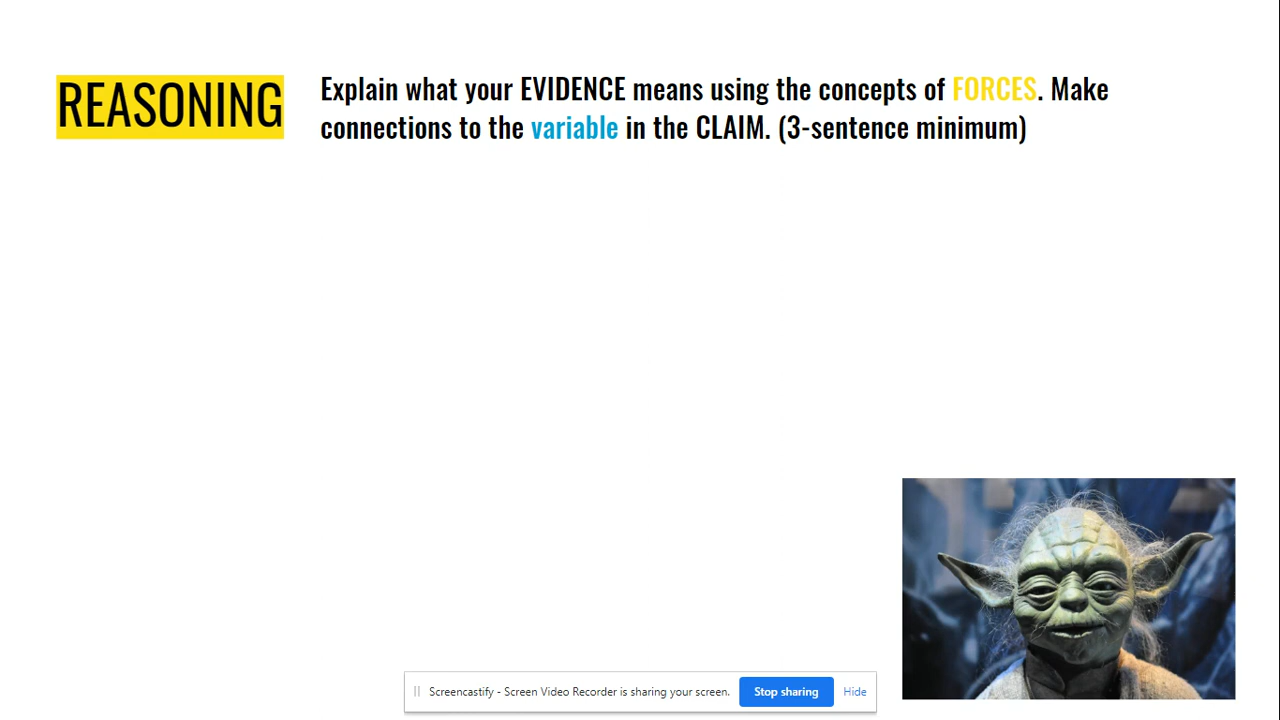 REASONING
Explain what your EVIDENCE means using the concepts of FORCES. Make
connections to the variable in the CLAIM. (3-sentence minimum)
Screencastify - Screen Video Recorder is sharing your screen.
Stop sharing
Hide